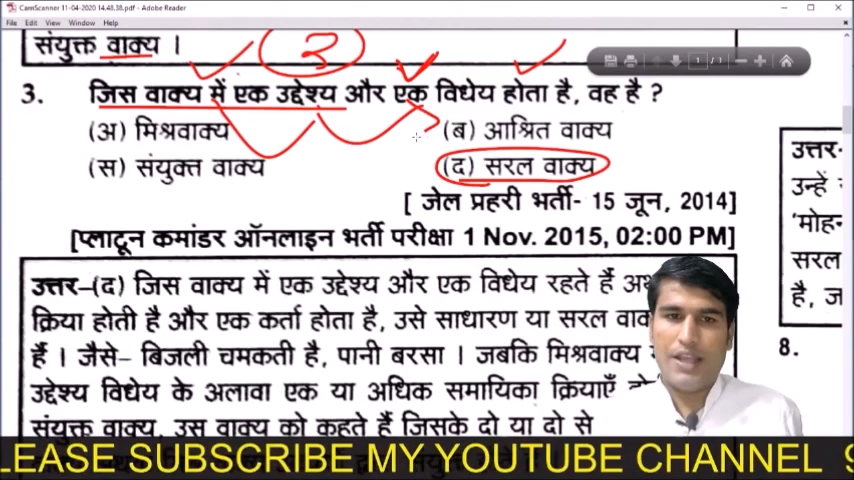 CamScanner 11-04-2020 14.48.38.pdf - Adobe Reader
File Edit View Window Help
1 / 1
संयुक्त वाक्य ।
3
3. जिस वाक्य में एक उद्देश्य और एक विधेय होता है, वह है ?
(अ) मिश्रवाक्य (ब) आश्रित वाक्य
(स) संयुक्त वाक्य (द) सरल वाक्य
[ जेल प्रहरी भर्ती- 15 जून, 2014]
[प्लाटून कमांडर ऑनलाइन भर्ती परीक्षा 1 Nov. 2015, 02:00 PM]
उत्तर–(द) जिस वाक्य में एक उद्देश्य और एक विधेय रहते हैं
क्रिया होती है और एक कर्ता होता है, उसे साधारण या सरल
हैं । जैसे– बिजली चमकती है, पानी बरसा । जबकि मिश्रवाक्य
उद्देश्य विधेय के अलावा एक या अधिक समायिका क्रियाएँ
संयुक्त वाक्य, उस वाक्य को कहते हैं जिसके दो या दो से
उत्तर-
उन्हें
'मोहन
सरल
है,
8.
LEASE SUBSCRIBE MY YOUTUBE CHANNEL 9